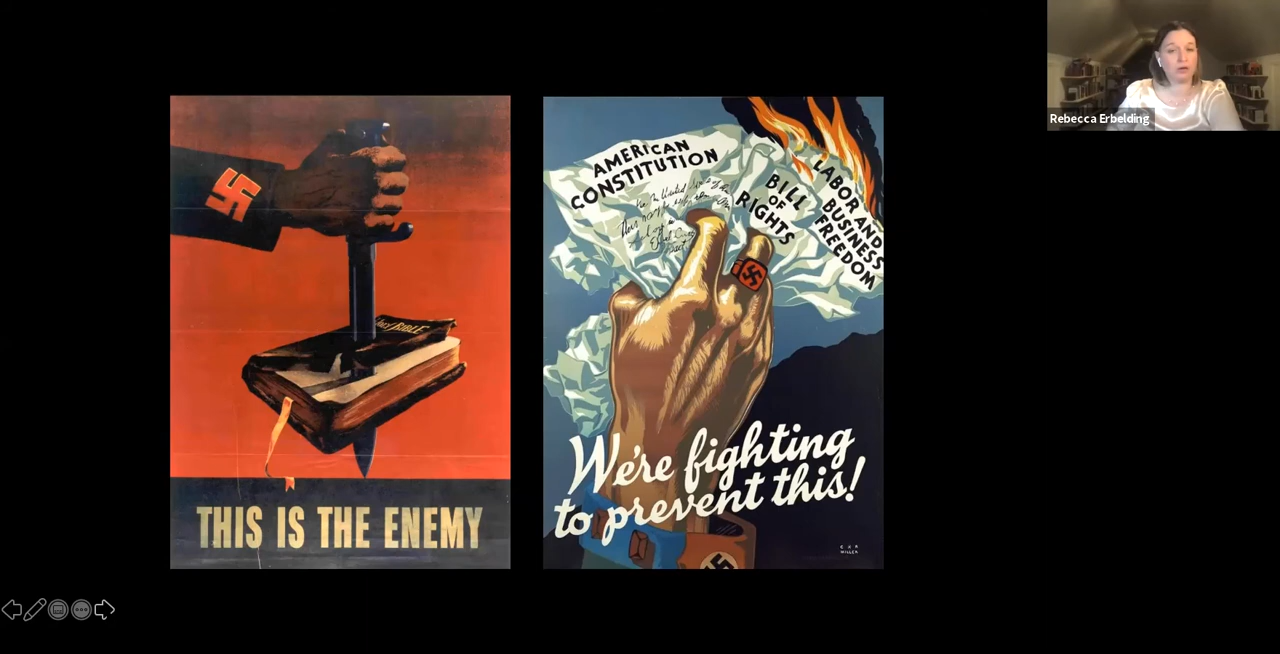 Rebecca Erbelding
HOLY BIBLE
THIS IS THE ENEMY
AMERICAN
CONSTITUTION
BILL
OF
RIGHTS
LABOR AND
BUSINESS
FREEDOM
We're fighting
to prevent this!